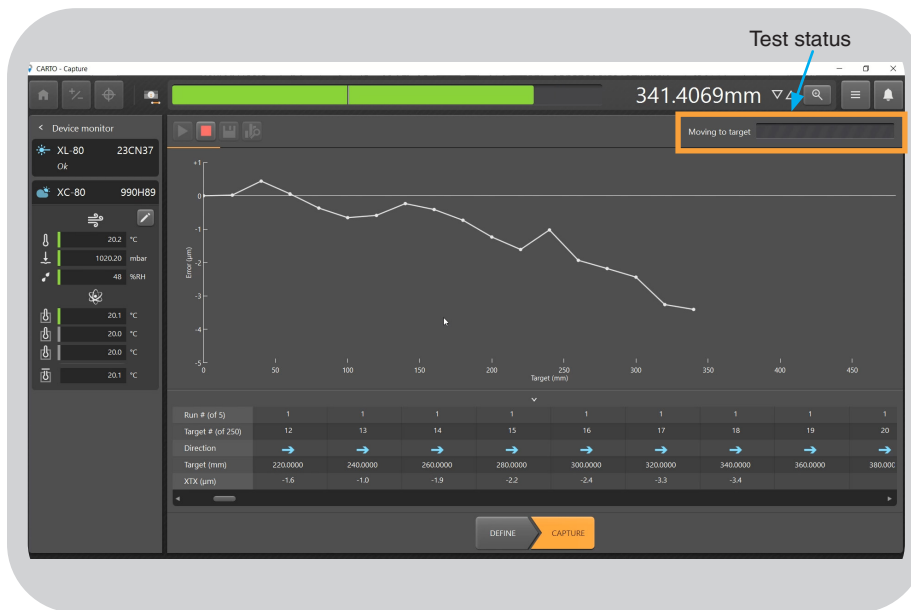 Test status
CARTO - Capture
341.4069mm
Device monitor
Moving to target
XL-80 23CN37
Ok
XC-80 990H89
20.2 °C
1020.20 mbar
48 %RH
20.1 °C
20.0 °C
20.0 °C
20.1 °C
+1
0
-1
-2
-3
-4
-5
Error (µm)
0 50 100 150 200 250 300 350 400 450
Target (mm)
Run # (of 5) 1 1 1 1 1 1 1 1 1
Target # (of 250) 12 13 14 15 16 17 18 19 20
Direction
Target (mm) 220.0000 240.0000 260.0000 280.0000 300.0000 320.0000 340.0000 360.0000 380.000
XTX (µm) -1.6 -1.0 -1.9 -2.2 -2.4 -3.3 -3.4
DEFINE CAPTURE